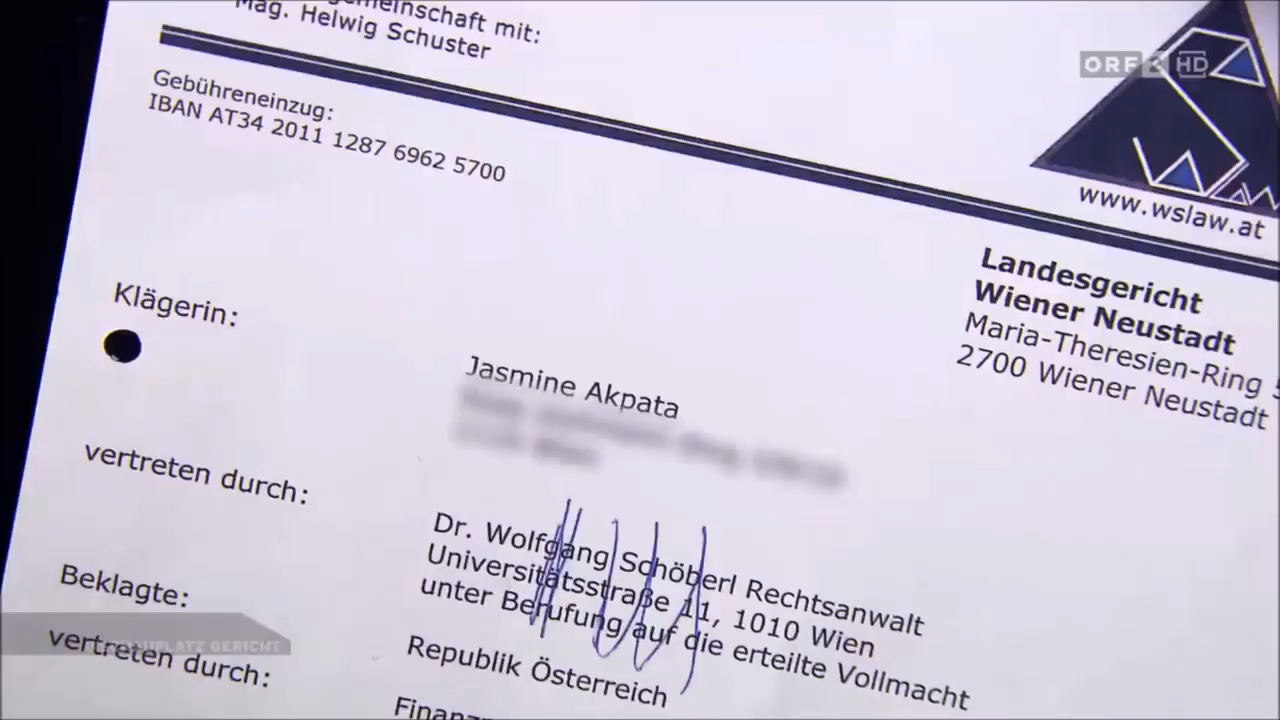 gemeinschaft mit:
Mag. Helwig Schuster
ORF HD
Gebühreneinzug:
IBAN AT34 2011 1287 6962 5700
www.wslaw.at
Landesgericht
Wiener Neustadt
Maria-Theresien-Ring
2700 Wiener Neustadt
Klägerin:
Jasmine Akpata
vertreten durch:
Dr. Wolfgang Schöberl Rechtsanwalt
Universitätsstraße 11, 1010 Wien
unter Berufung auf die erteilte Vollmacht
Beklagte:
Republik Österreich
vertreten durch:
GERICHT
Finanz